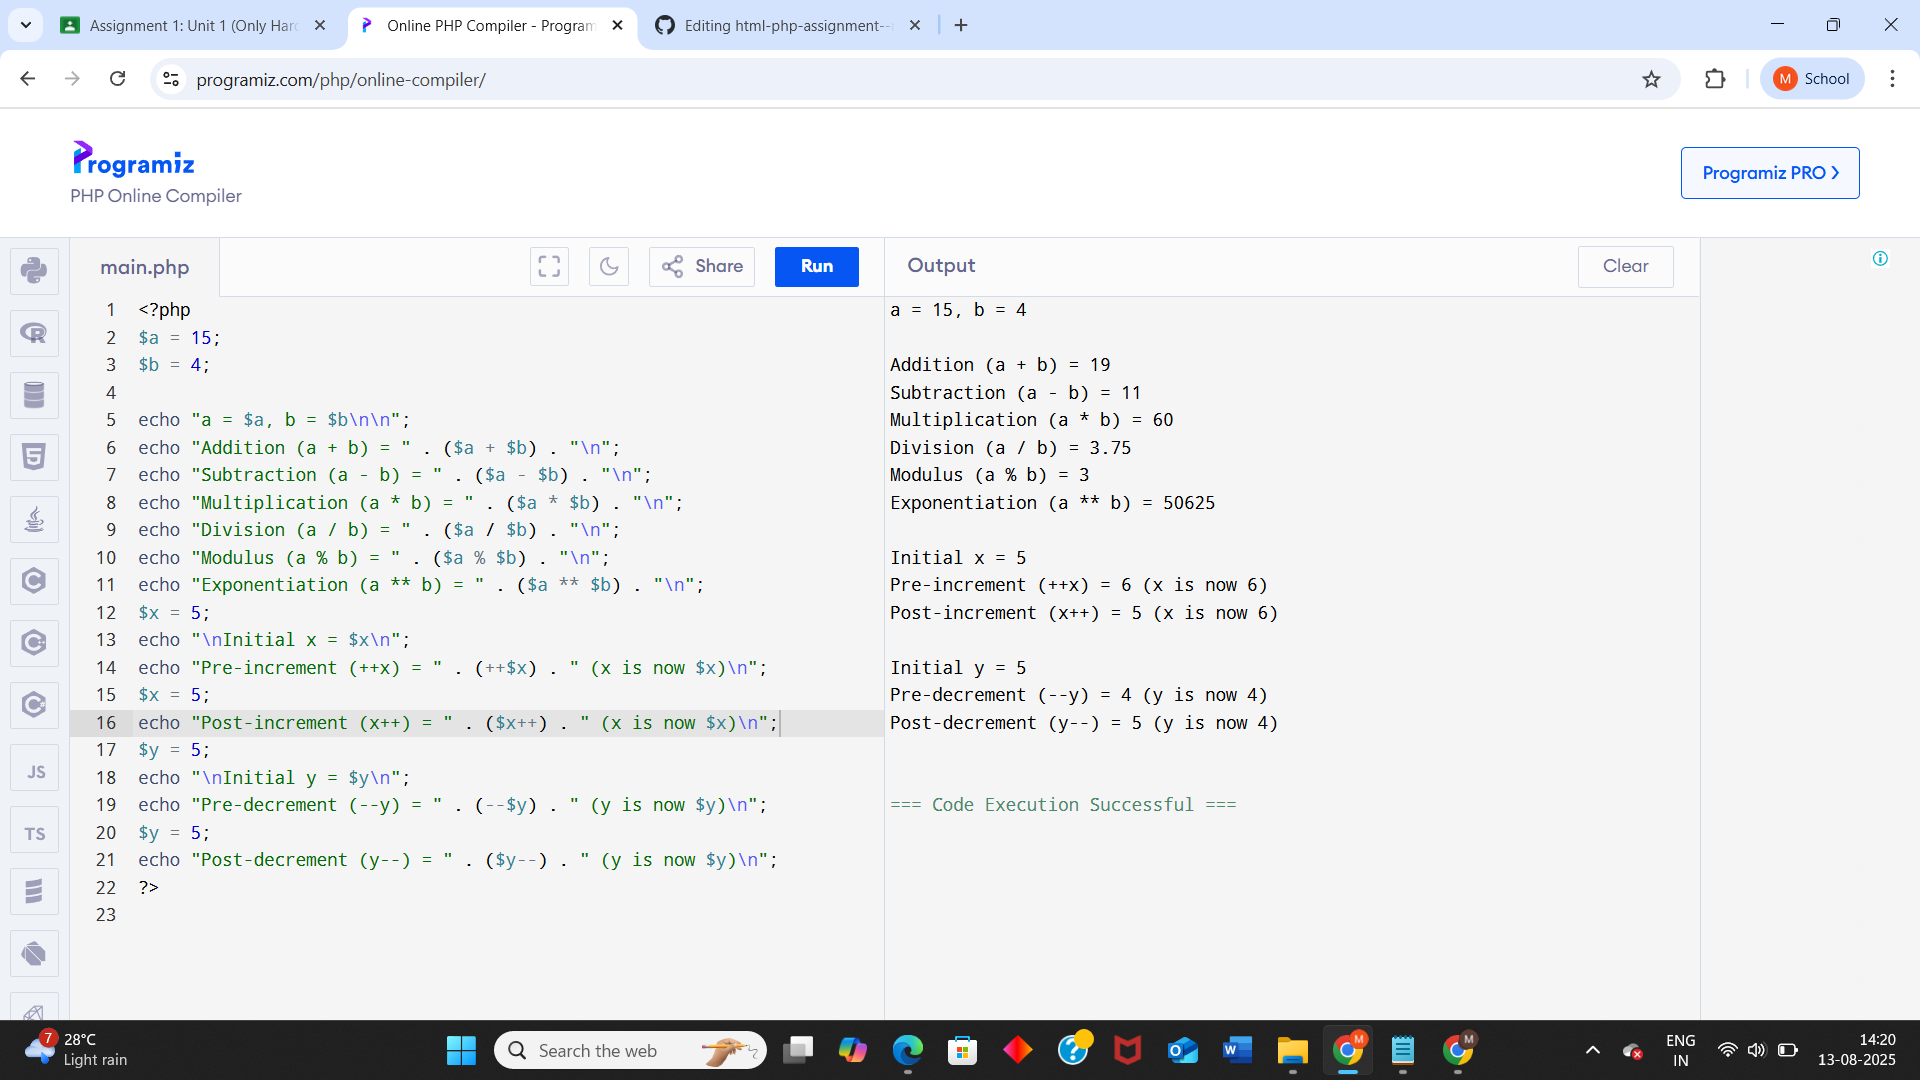 Assignment 1: Unit 1 (Only Hard
Online PHP Compiler - Program
Editing html-php-assignment--
programiz.com/php/online-compiler/
M School
Programiz
PHP Online Compiler
Programiz PRO
main.php
Share
Run
Output
Clear
1 <?php
2 $a = 15;
3 $b = 4;
4
5 echo "a = $a, b = $b\n\n";
6 echo "Addition (a + b) = " . ($a + $b) . "\n";
7 echo "Subtraction (a - b) = " . ($a - $b) . "\n";
8 echo "Multiplication (a * b) = " . ($a * $b) . "\n";
9 echo "Division (a / b) = " . ($a / $b) . "\n";
10 echo "Modulus (a % b) = " . ($a % $b) . "\n";
11 echo "Exponentiation (a ** b) = " . ($a ** $b) . "\n";
12 $x = 5;
13 echo "\nInitial x = $x\n";
14 echo "Pre-increment (++x) = " . (++$x) . " (x is now $x)\n";
15 $x = 5;
16 echo "Post-increment (x++) = " . ($x++) . " (x is now $x)\n";
17 $y = 5;
18 echo "\nInitial y = $y\n";
19 echo "Pre-decrement (--y) = " . (--$y) . " (y is now $y)\n";
20 $y = 5;
21 echo "Post-decrement (y--) = " . ($y--) . " (y is now $y)\n";
22 ?>
23
a = 15, b = 4
Addition (a + b) = 19
Subtraction (a - b) = 11
Multiplication (a * b) = 60
Division (a / b) = 3.75
Modulus (a % b) = 3
Exponentiation (a ** b) = 50625
Initial x = 5
Pre-increment (++x) = 6 (x is now 6)
Post-increment (x++) = 5 (x is now 6)
Initial y = 5
Pre-decrement (--y) = 4 (y is now 4)
Post-decrement (y--) = 5 (y is now 4)
=== Code Execution Successful ===
JS
TS
7
28°C
Light rain
Search the web
ENG
IN
14:20
13-08-2025